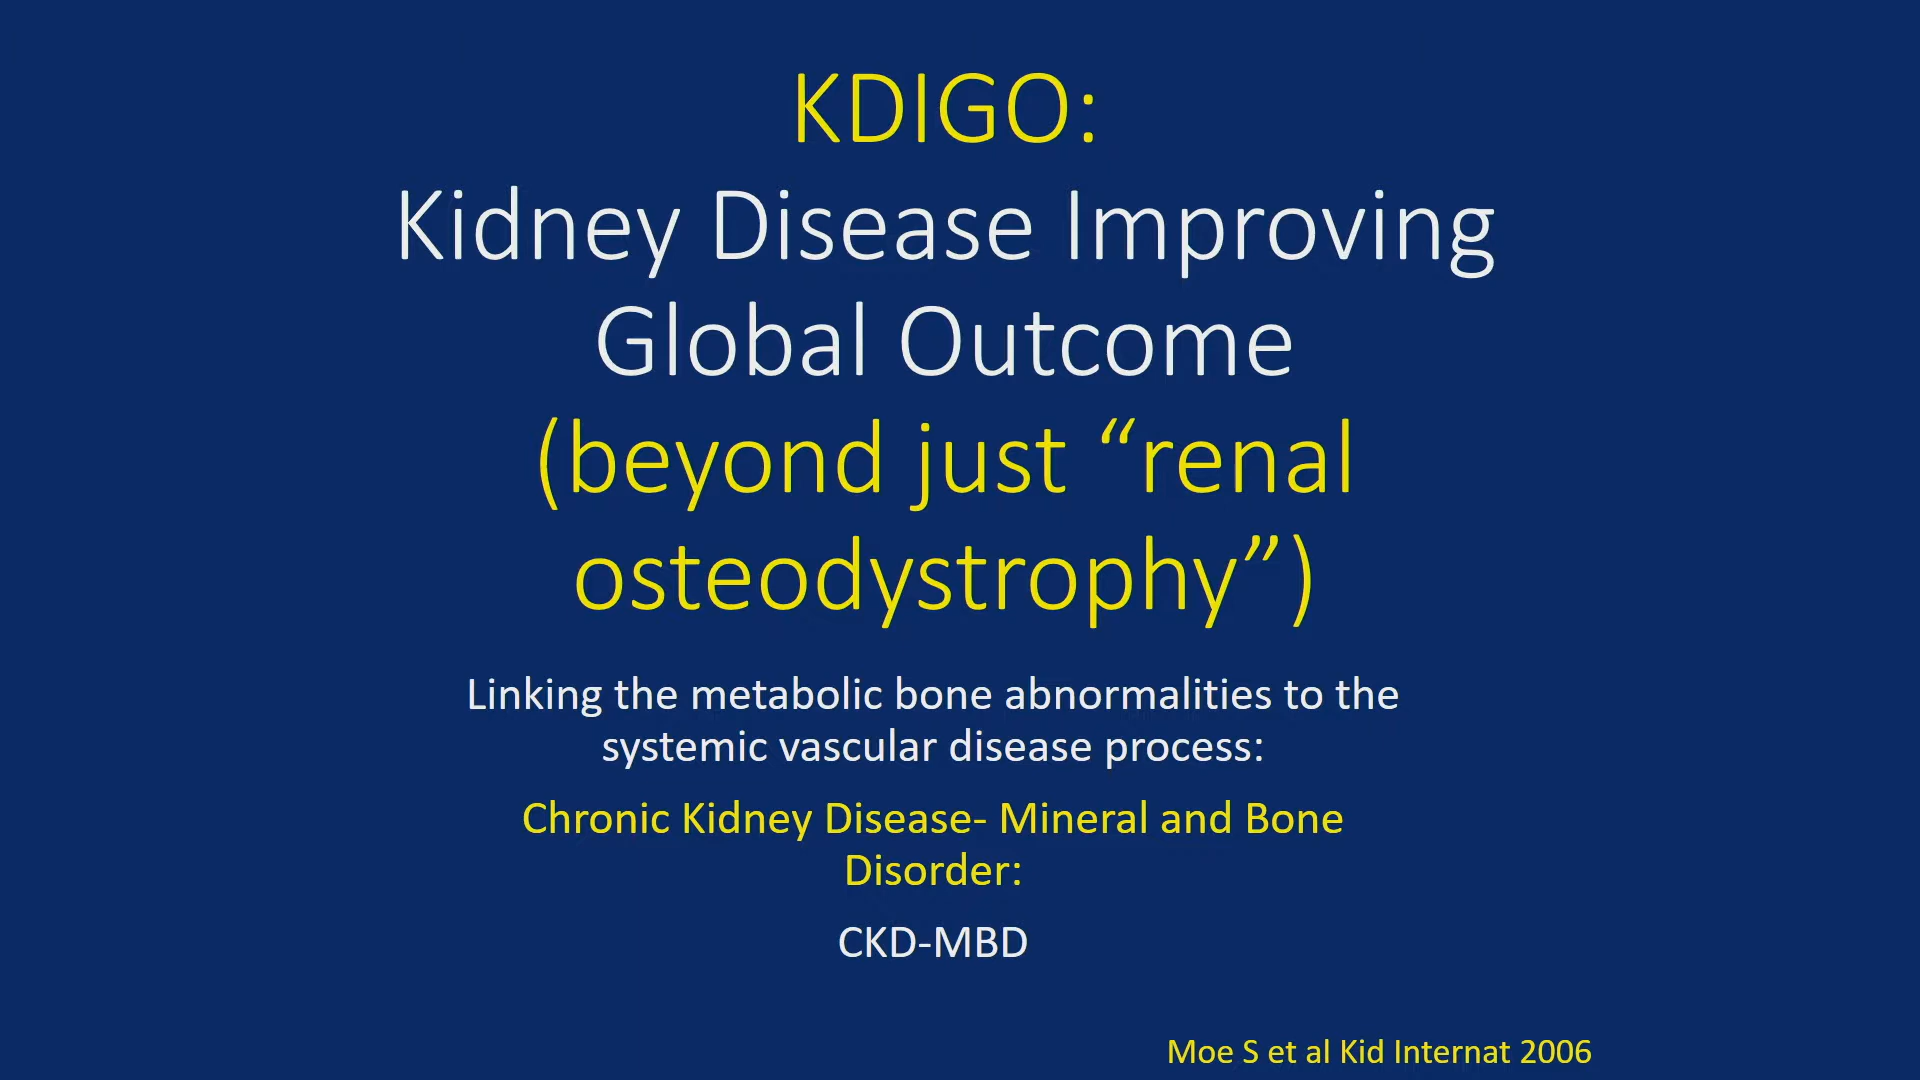 KDIGO:
Kidney Disease Improving
Global Outcome
(beyond just “renal
osteodystrophy”)
Linking the metabolic bone abnormalities to the
systemic vascular disease process:
Chronic Kidney Disease- Mineral and Bone
Disorder:
CKD-MBD
Moe S et al Kid Internat 2006